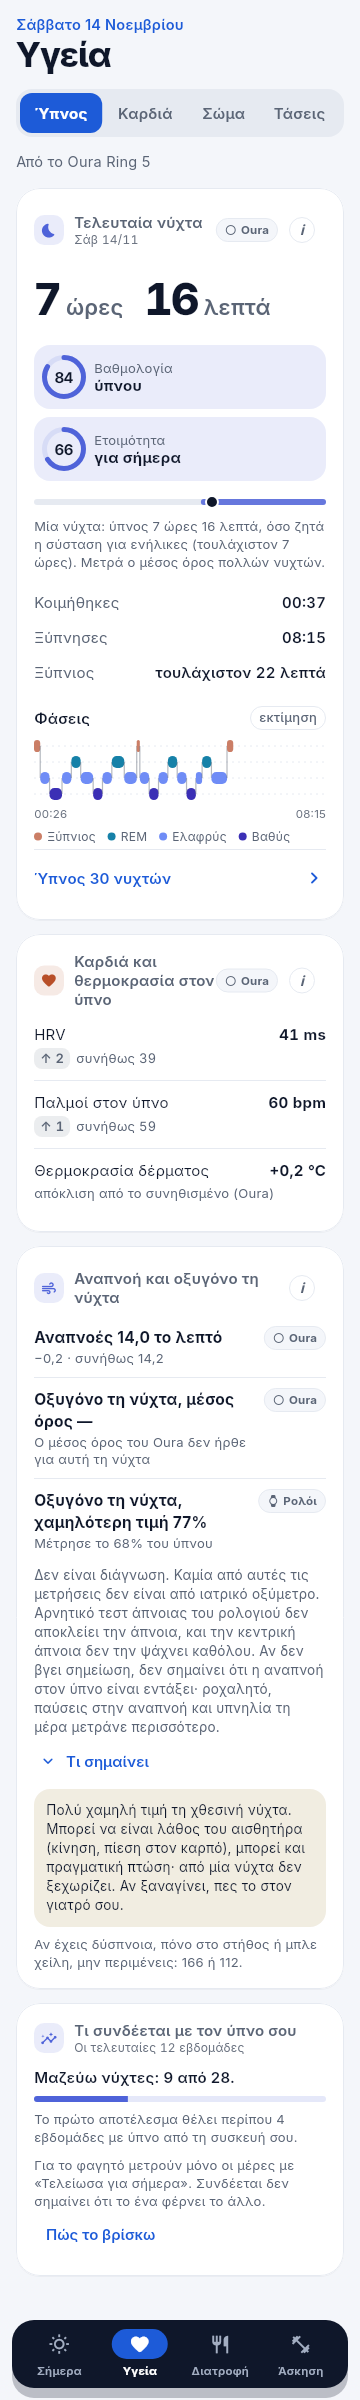 Σάββατο 14 Νοεμβρίου
Υγεία
Ύπνος Καρδιά Σώμα Τάσεις
Από το Oura Ring 5
Τελευταία νύχτα
Σάβ 14/11
Oura
i
7 ώρες 16 λεπτά
84
Βαθμολογία
ύπνου
66
Ετοιμότητα
για σήμερα
Μία νύχτα: ύπνος 7 ώρες 16 λεπτά, όσο ζητά
η σύσταση για ενήλικες (τουλάχιστον 7
ώρες). Μετρά ο μέσος όρος πολλών νυχτών.
Κοιμήθηκες 00:37
Ξύπνησες 08:15
Ξύπνιος τουλάχιστον 22 λεπτά
Φάσεις εκτίμηση
00:26 08:15
Ξύπνιος REM Ελαφρύς Βαθύς
Ύπνος 30 νυχτών
Καρδιά και
θερμοκρασία στον
ύπνο
Oura
i
HRV 41 ms
↑ 2 συνήθως 39
Παλμοί στον ύπνο 60 bpm
↑ 1 συνήθως 59
Θερμοκρασία δέρματος +0,2 °C
απόκλιση από το συνηθισμένο (Oura)
Αναπνοή και οξυγόνο τη
νύχτα
i
Αναπνοές 14,0 το λεπτό Oura
−0,2 · συνήθως 14,2
Οξυγόνο τη νύχτα, μέσος
όρος —
Oura
Ο μέσος όρος του Oura δεν ήρθε
για αυτή τη νύχτα
Οξυγόνο τη νύχτα,
χαμηλότερη τιμή 77%
Ρολόι
Μέτρησε το 68% του ύπνου
Δεν είναι διάγνωση. Καμία από αυτές τις
μετρήσεις δεν είναι από ιατρικό οξύμετρο.
Αρνητικό τεστ άπνοιας του ρολογιού δεν
αποκλείει την άπνοια, και την κεντρική
άπνοια δεν την ψάχνει καθόλου. Αν δεν
βγει σημείωση, δεν σημαίνει ότι η αναπνοή
στον ύπνο είναι εντάξει· ροχαλητό,
παύσεις στην αναπνοή και υπνηλία τη
μέρα μετράνε περισσότερο.
Τι σημαίνει
Πολύ χαμηλή τιμή τη χθεσινή νύχτα.
Μπορεί να είναι λάθος του αισθητήρα
(κίνηση, πίεση στον καρπό), μπορεί και
πραγματική πτώση· από μία νύχτα δεν
ξεχωρίζει. Αν ξαναγίνει, πες το στον
γιατρό σου.
Αν έχεις δύσπνοια, πόνο στο στήθος ή μπλε
χείλη, μην περιμένεις: 166 ή 112.
Τι συνδέεται με τον ύπνο σου
Οι τελευταίες 12 εβδομάδες
Μαζεύω νύχτες: 9 από 28.
Το πρώτο αποτέλεσμα θέλει περίπου 4
εβδομάδες με ύπνο από τη συσκευή σου.
Για το φαγητό μετρούν μόνο οι μέρες με
«Τελείωσα για σήμερα». Συνδέεται δεν
σημαίνει ότι το ένα φέρνει το άλλο.
Πώς το βρίσκω
Σήμερα Υγεία Διατροφή Άσκηση